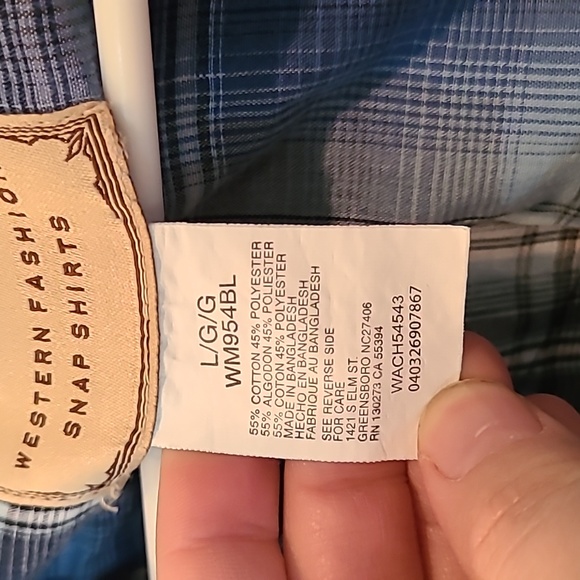 WESTERN FASHION
SNAP SHIRTS
L/G/G
WM954BL
55% COTTON 45% POLYESTER
55% ALGOON 45% POLIESTER
55% COTTON 45% POLYESTER
MADE IN BANGLADESH
HECHO EN BANGLADESH
FABRIQUE AU BANGLADESH
SEE REVERSE SIDE
FOR CARE
1421 S ELM ST.
GREENSBORO NC27406
RN 130273 CA 55394
WACH54543
040326907867